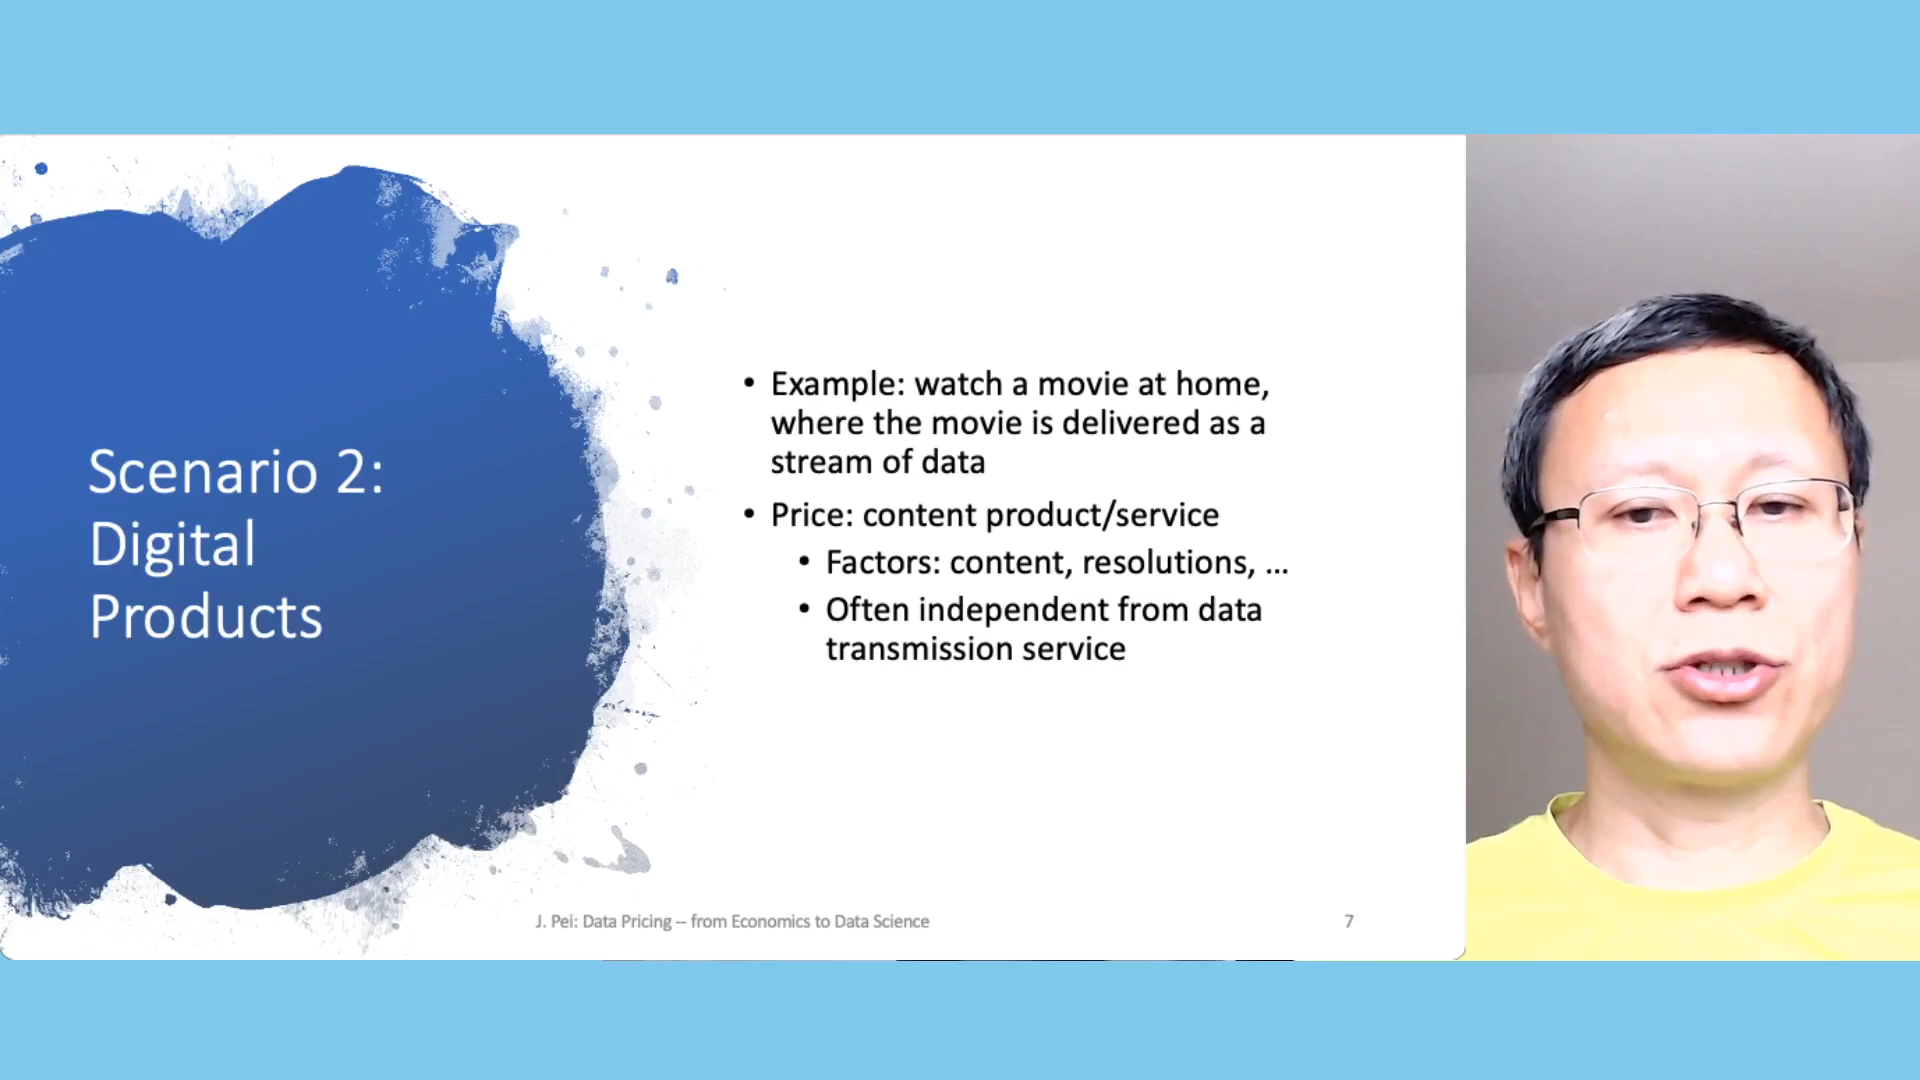 Scenario 2:
Digital
Products
• Example: watch a movie at home,
where the movie is delivered as a
stream of data
• Price: content product/service
• Factors: content, resolutions, ...
• Often independent from data
transmission service
J. Pei: Data Pricing -- from Economics to Data Science
7